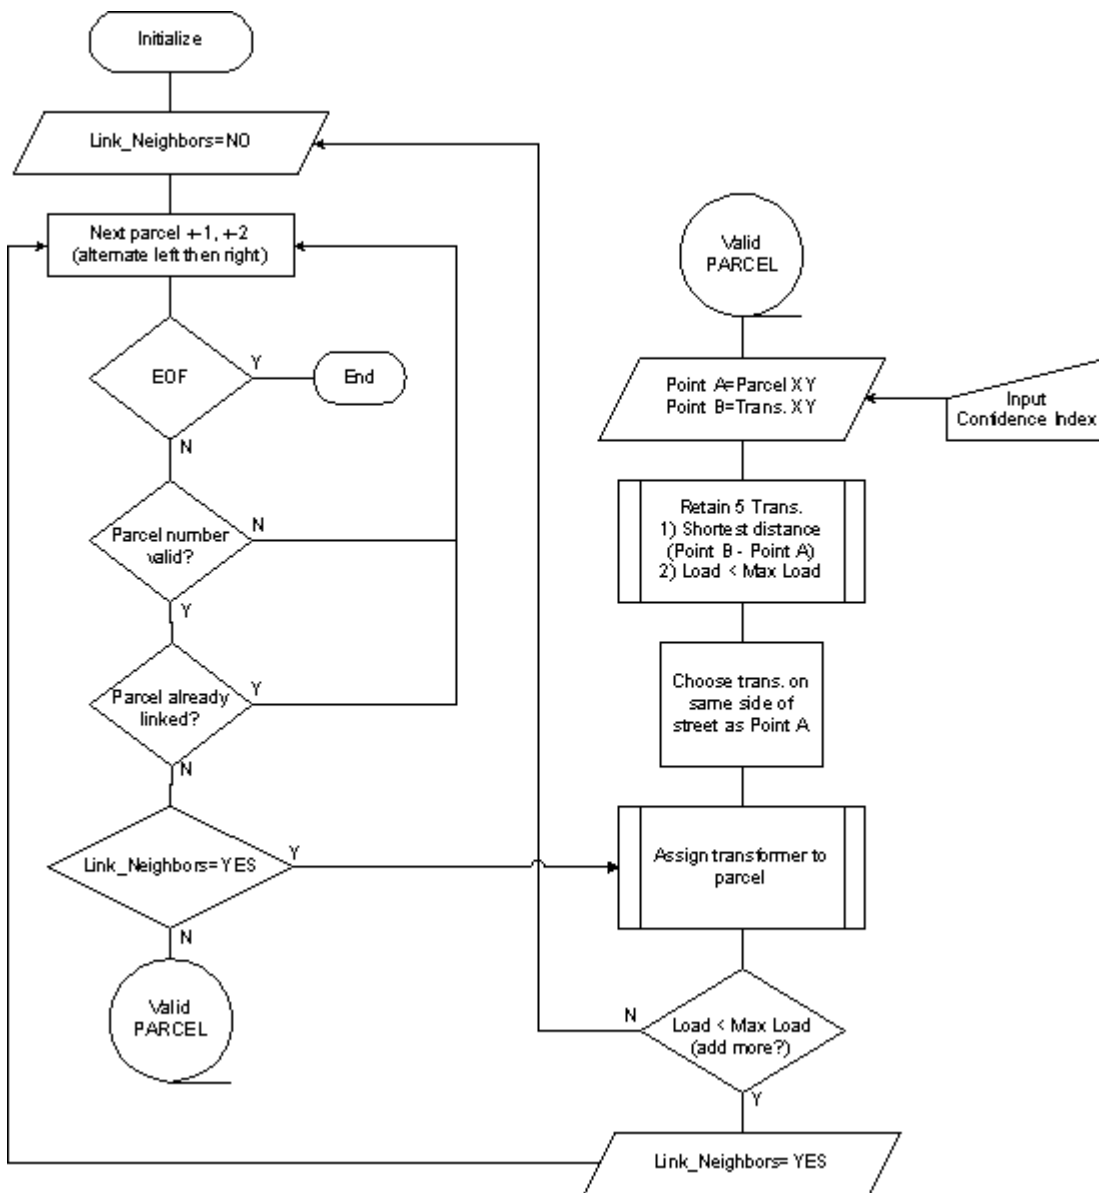 Initialize
Link_Neighbors=NO
Next parcel +-1, +-2
(alternate left then right)
EOF
Y
End
N
Parcel number
valid?
N
Y
Parcel already
linked?
Y
N
Link_Neighbors=YES
Y
N
Valid
PARCEL
Valid
PARCEL
Point A=Parcel XY
Point B=Trans. XY
Input
Confidence Index
Retain 5 Trans.
1) Shortest distance
(Point B - Point A)
2) Load < Max Load
Choose trans. on
same side of
street as Point A
Assign transformer to
parcel
Load < Max Load
(add more?)
N
Y
Link_Neighbors=YES